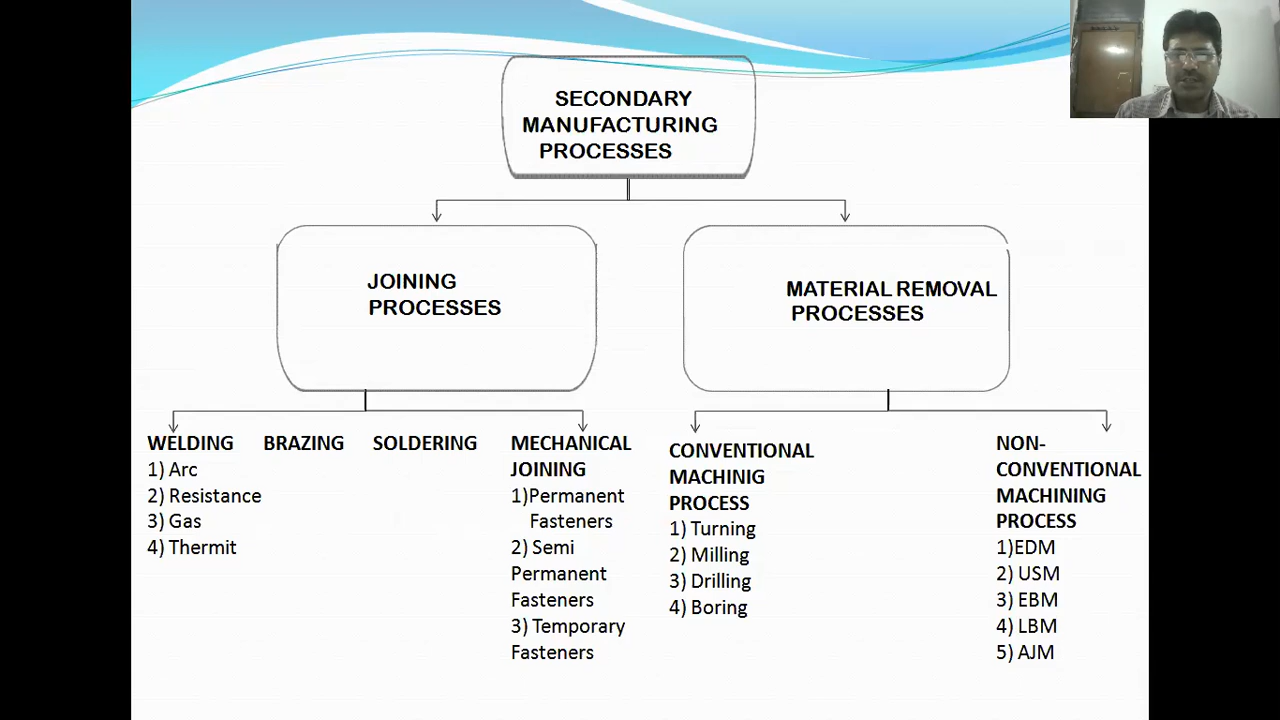 SECONDARY
MANUFACTURING
PROCESSES
JOINING
PROCESSES
MATERIAL REMOVAL
PROCESSES
WELDING
1) Arc
2) Resistance
3) Gas
4) Thermit
BRAZING
SOLDERING
MECHANICAL
JOINING
1)Permanent
Fasteners
2) Semi
Permanent
Fasteners
3) Temporary
Fasteners
CONVENTIONAL
MACHINIG
PROCESS
1) Turning
2) Milling
3) Drilling
4) Boring
NON-
CONVENTIONAL
MACHINING
PROCESS
1)EDM
2) USM
3) EBM
4) LBM
5) AJM